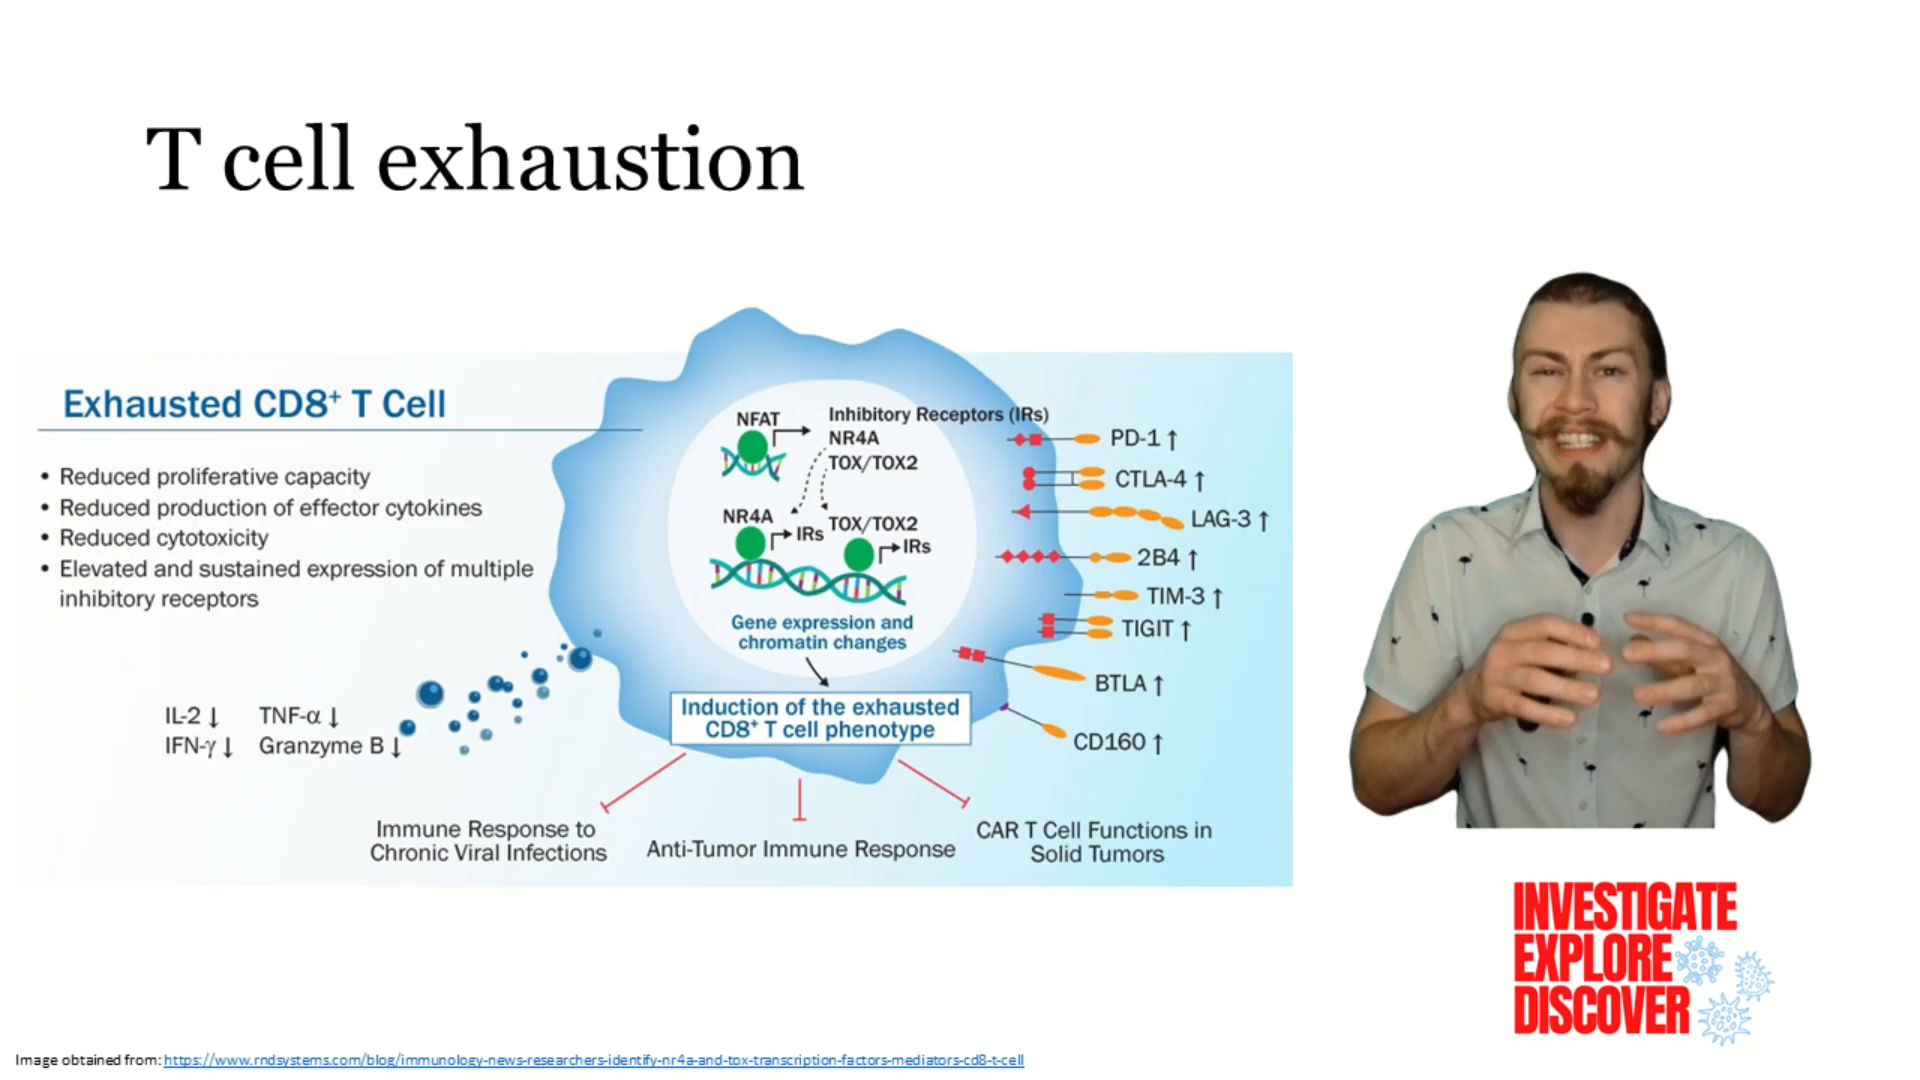 T cell exhaustion
Exhausted CD8⁺ T Cell
• Reduced proliferative capacity
• Reduced production of effector cytokines
• Reduced cytotoxicity
• Elevated and sustained expression of multiple
inhibitory receptors
IL-2 ↓ TNF-α ↓
IFN-γ ↓ Granzyme B ↓
NFAT
Inhibitory Receptors (IRs)
NR4A
TOX/TOX2
NR4A
IRs
TOX/TOX2
IRs
Gene expression and
chromatin changes
Induction of the exhausted
CD8⁺ T cell phenotype
PD-1 ↑
CTLA-4 ↑
LAG-3 ↑
2B4 ↑
TIM-3 ↑
TIGIT ↑
BTLA ↑
CD160 ↑
Immune Response to
Chronic Viral Infections
Anti-Tumor Immune Response
CAR T Cell Functions in
Solid Tumors
INVESTIGATE
EXPLORE
DISCOVER
Image obtained from: https://www.rndsystems.com/blog/immunology-news-researchers-identify-nr4a-and-tox-transcription-factors-mediators-cd8-t-cell